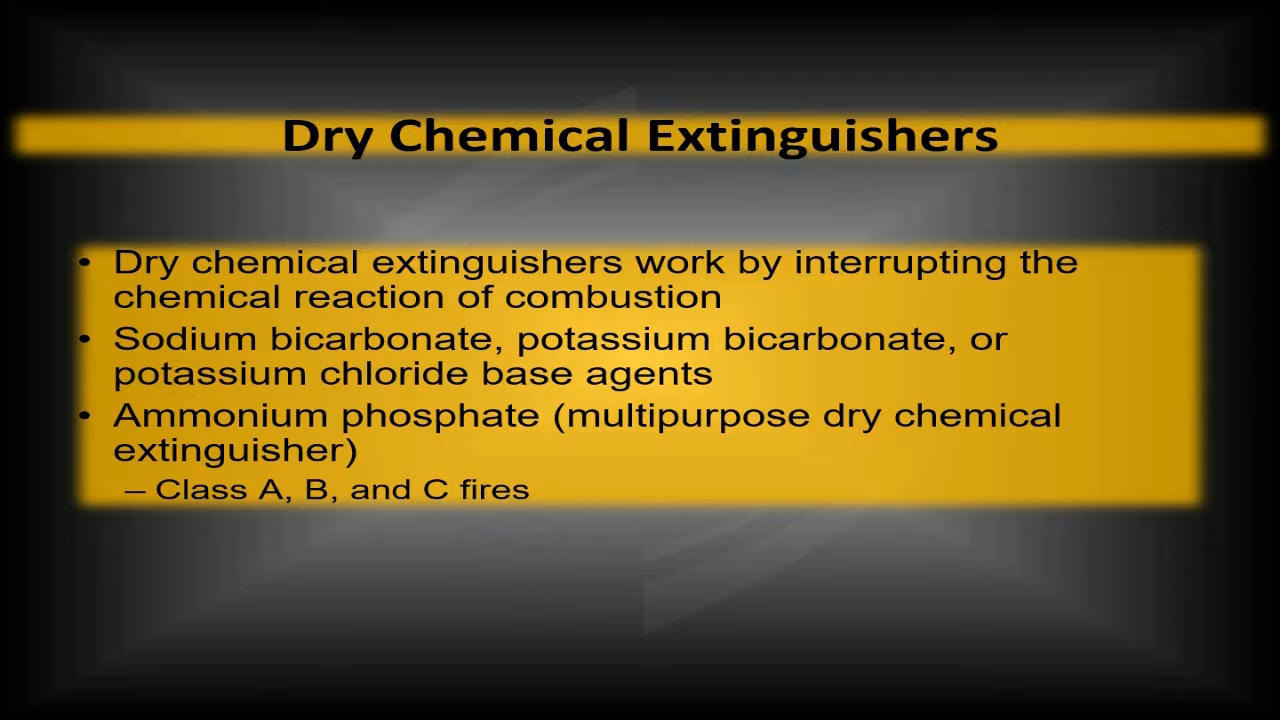 Dry Chemical Extinguishers
• Dry chemical extinguishers work by interrupting the
chemical reaction of combustion
• Sodium bicarbonate, potassium bicarbonate, or
potassium chloride base agents
• Ammonium phosphate (multipurpose dry chemical
extinguisher)
– Class A, B, and C fires